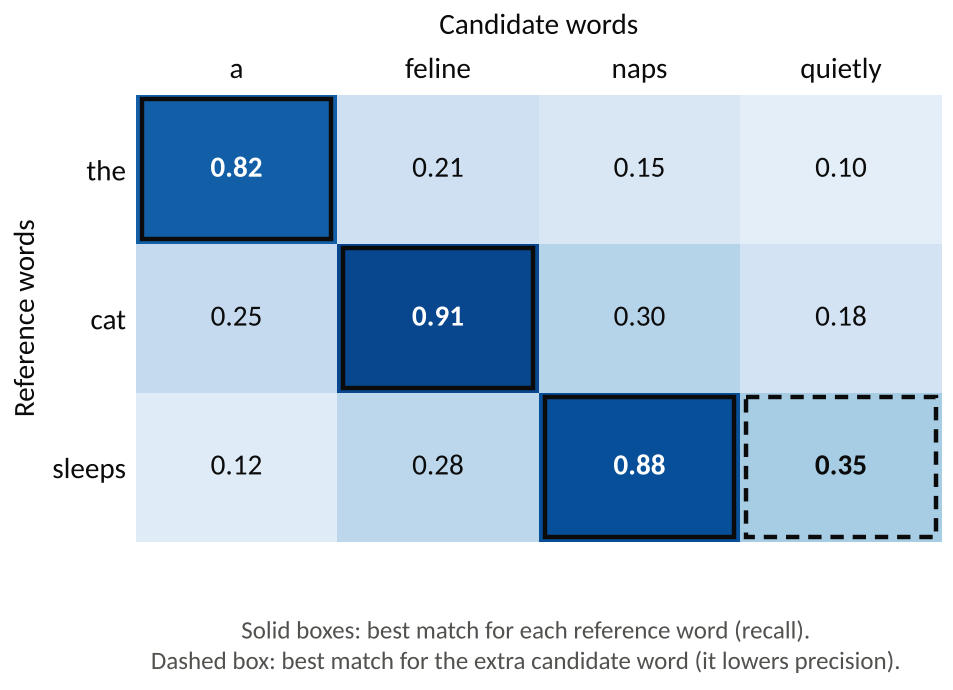 Candidate words
a feline naps quietly
Reference words
the 0.82 0.21 0.15 0.10
cat 0.25 0.91 0.30 0.18
sleeps 0.12 0.28 0.88 0.35
Solid boxes: best match for each reference word (recall).
Dashed box: best match for the extra candidate word (it lowers precision).